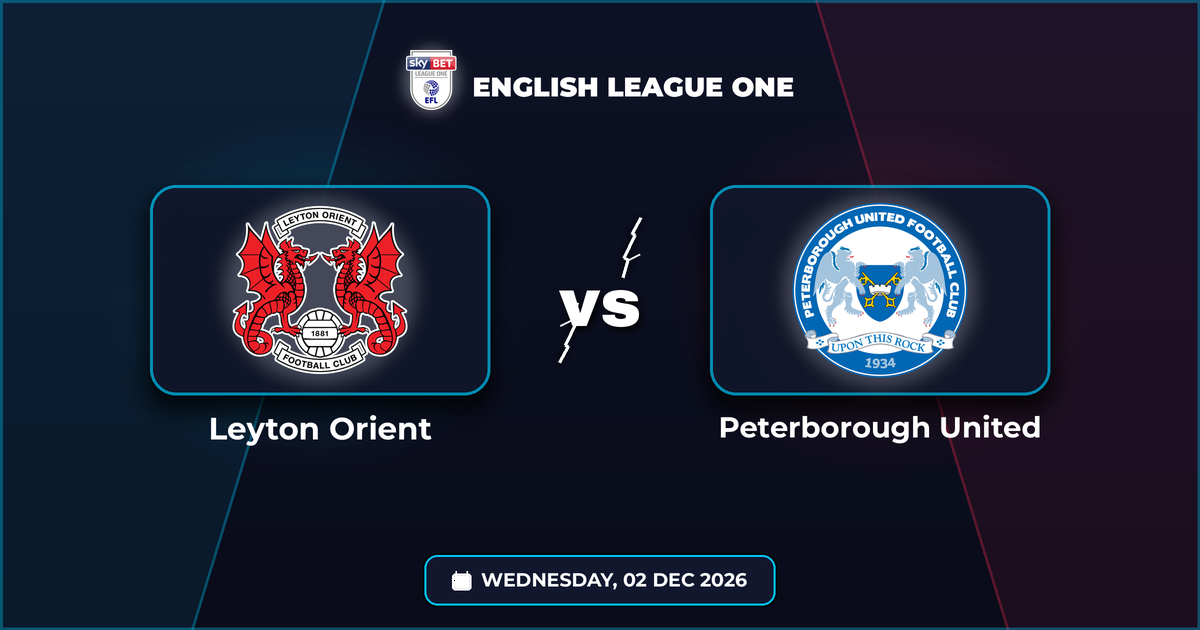 sky BET
LEAGUE ONE
EFL
ENGLISH LEAGUE ONE
LEYTON ORIENT
1881
FOOTBALL CLUB
vs
PETERBOROUGH UNITED FOOTBALL CLUB
UPON THIS ROCK
1934
Leyton Orient
Peterborough United
WEDNESDAY, 02 DEC 2026